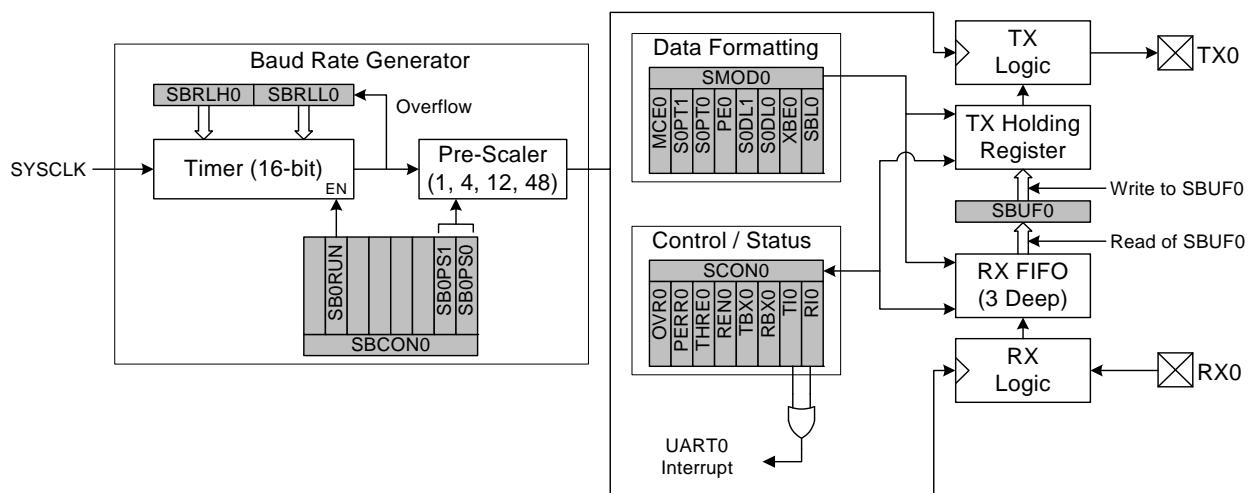 Baud Rate Generator
SBRLH0 SBRLL0
Overflow
SYSCLK
Timer (16-bit)
EN
Pre-Scaler
(1, 4, 12, 48)
SB0RUN
SB0PS1
SB0PS0
SBCON0
Data Formatting
SMOD0
MCE0
S0PT1
S0PT0
PE0
S0DL1
S0DL0
XBE0
SBL0
Control / Status
SCON0
OVR0
PERR0
THRE0
REN0
TBX0
RBX0
TI0
RI0
UART0
Interrupt
TX
Logic
TX0
TX Holding
Register
Write to SBUF0
SBUF0
Read of SBUF0
RX FIFO
(3 Deep)
RX
Logic
RX0